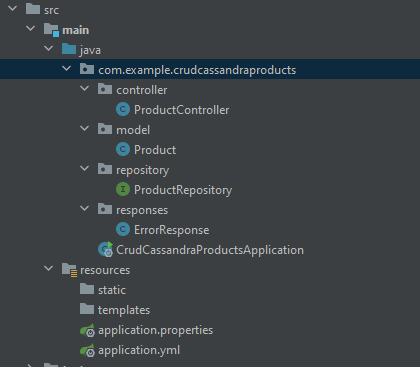 src
main
java
com.example.crudcassandraproducts
controller
C ProductController
model
C Product
repository
I ProductRepository
responses
C ErrorResponse
CrudCassandraProductsApplication
resources
static
templates
application.properties
application.yml